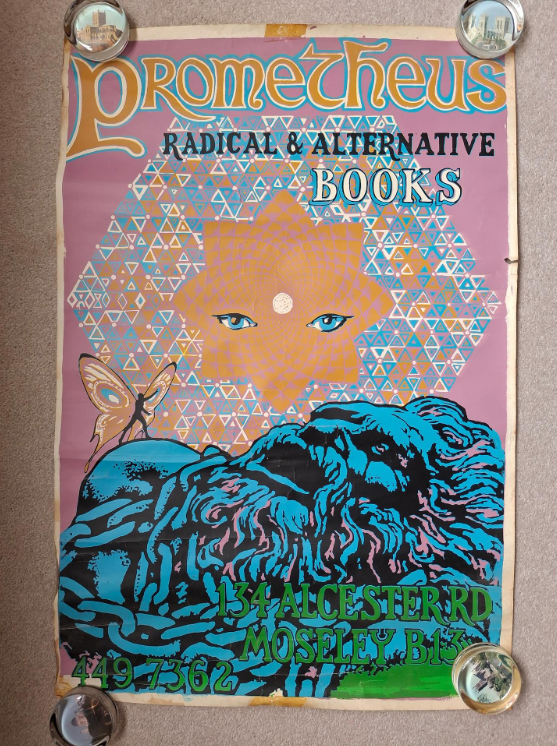 Prometheus
RADICAL & ALTERNATIVE
BOOKS
134 ALCESTER RD
MOSELEY B13
449 7362